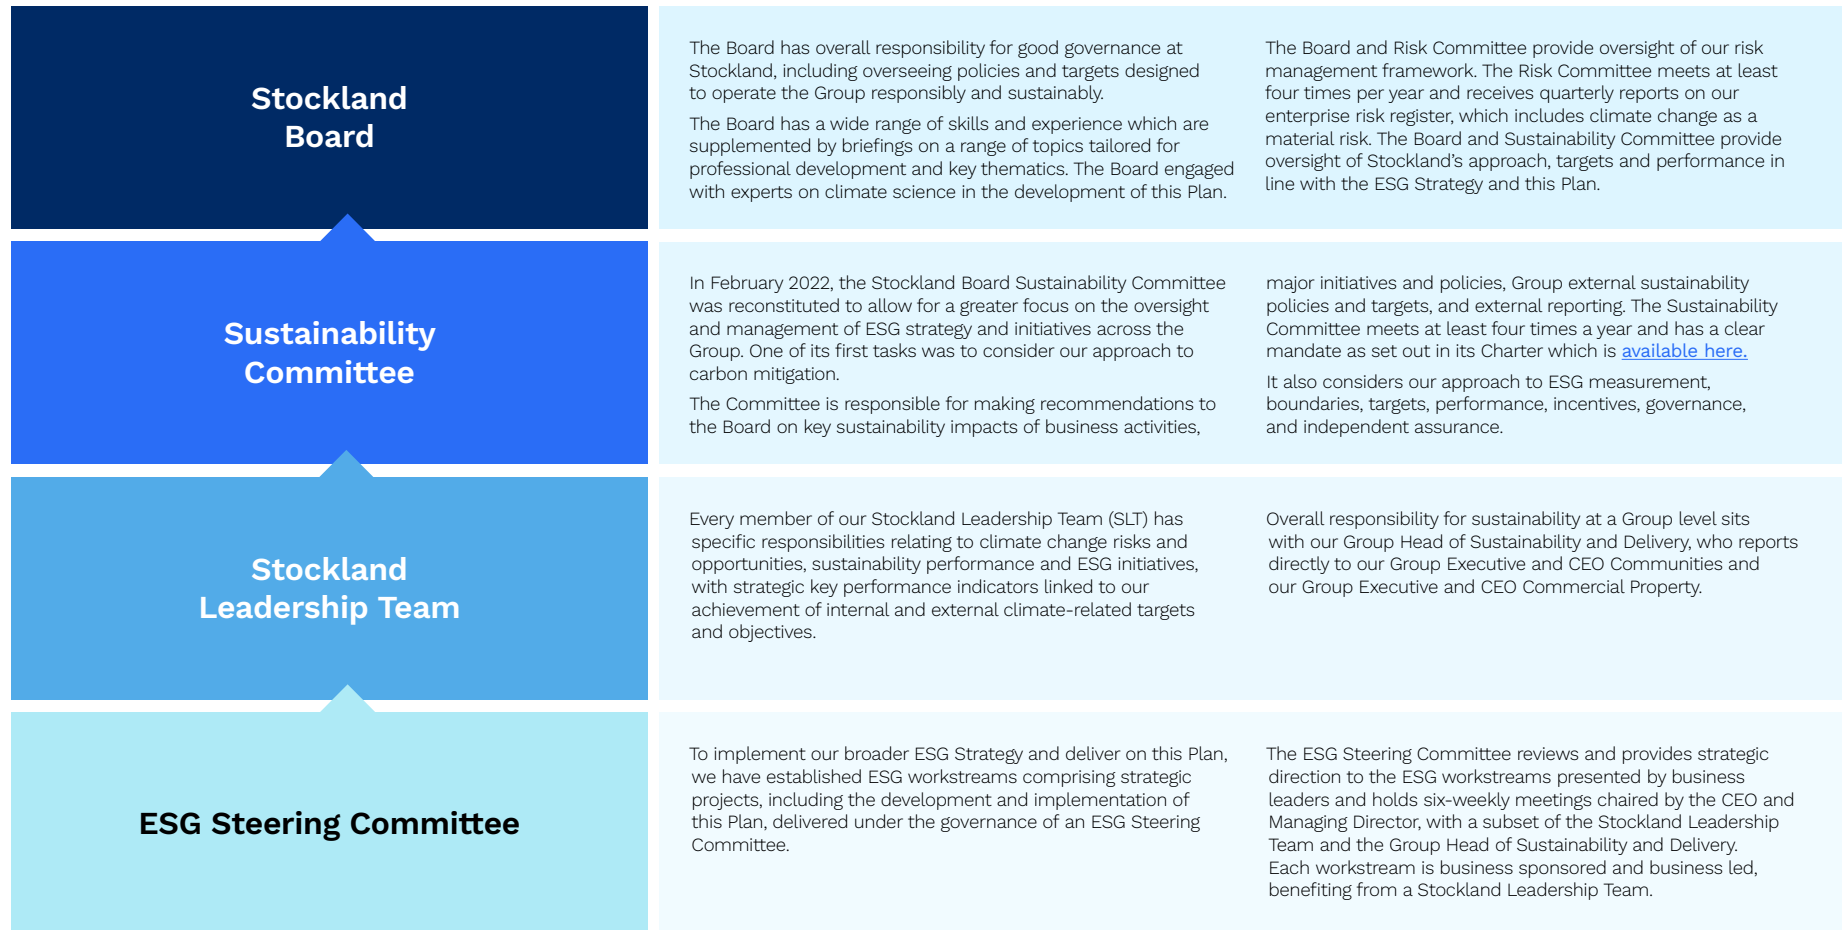 Stockland
Board
The Board has overall responsibility for good governance at
Stockland, including overseeing policies and targets designed
to operate the Group responsibly and sustainably.
The Board has a wide range of skills and experience which are
supplemented by briefings on a range of topics tailored for
professional development and key thematics. The Board engaged
with experts on climate science in the development of this Plan.
The Board and Risk Committee provide oversight of our risk
management framework. The Risk Committee meets at least
four times per year and receives quarterly reports on our
enterprise risk register, which includes climate change as a
material risk. The Board and Sustainability Committee provide
oversight of Stockland's approach, targets and performance in
line with the ESG Strategy and this Plan.
Sustainability
Committee
In February 2022, the Stockland Board Sustainability Committee
was reconstituted to allow for a greater focus on the oversight
and management of ESG strategy and initiatives across the
Group. One of its first tasks was to consider our approach to
carbon mitigation.
The Committee is responsible for making recommendations to
the Board on key sustainability impacts of business activities,
major initiatives and policies, Group external sustainability
policies and targets, and external reporting. The Sustainability
Committee meets at least four times a year and has a clear
mandate as set out in its Charter which is available here.
It also considers our approach to ESG measurement,
boundaries, targets, performance, incentives, governance,
and independent assurance.
Stockland
Leadership Team
Every member of our Stockland Leadership Team (SLT) has
specific responsibilities relating to climate change risks and
opportunities, sustainability performance and ESG initiatives,
with strategic key performance indicators linked to our
achievement of internal and external climate-related targets
and objectives.
Overall responsibility for sustainability at a Group level sits
with our Group Head of Sustainability and Delivery, who reports
directly to our Group Executive and CEO Communities and
our Group Executive and CEO Commercial Property.
ESG Steering Committee
To implement our broader ESG Strategy and deliver on this Plan,
we have established ESG workstreams comprising strategic
projects, including the development and implementation of
this Plan, delivered under the governance of an ESG Steering
Committee.
The ESG Steering Committee reviews and provides strategic
direction to the ESG workstreams presented by business
leaders and holds six-weekly meetings chaired by the CEO and
Managing Director, with a subset of the Stockland Leadership
Team and the Group Head of Sustainability and Delivery.
Each workstream is business sponsored and business led,
benefiting from a Stockland Leadership Team.